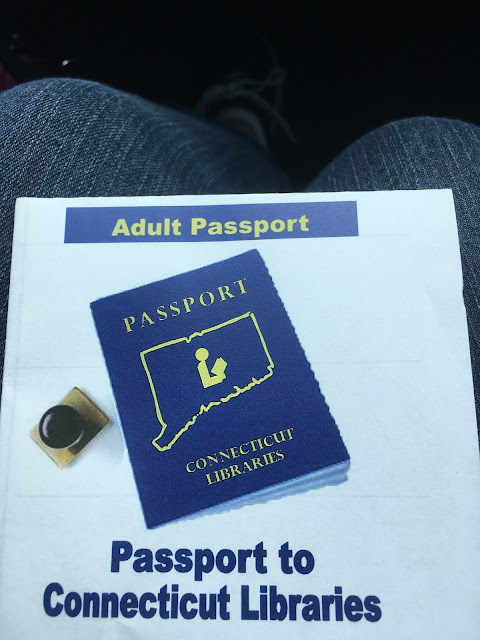 Adult Passport
PASSPORT
CONNECTICUT
LIBRARIES
Passport to
Connecticut Libraries